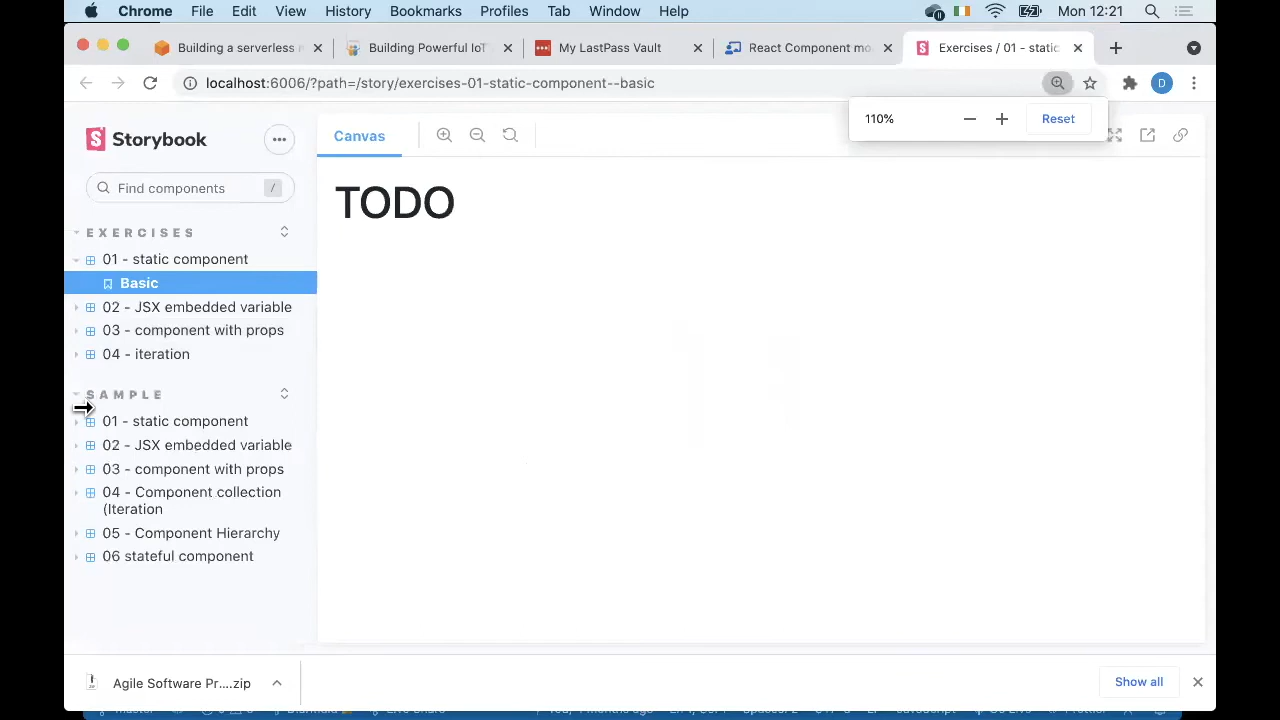 Chrome File Edit View History Bookmarks Profiles Tab Window Help Mon 12:21
Building a serverless Building Powerful IoT My LastPass Vault React Component mo Exercises / 01 - static
localhost:6006/?path=/story/exercises-01-static-component--basic
110% Reset
Storybook
Canvas
Find components /
TODO
EXERCISES
01 - static component
Basic
02 - JSX embedded variable
03 - component with props
04 - iteration
SAMPLE
01 - static component
02 - JSX embedded variable
03 - component with props
04 - Component collection
(Iteration
05 - Component Hierarchy
06 stateful component
Agile Software Pr....zip
Show all